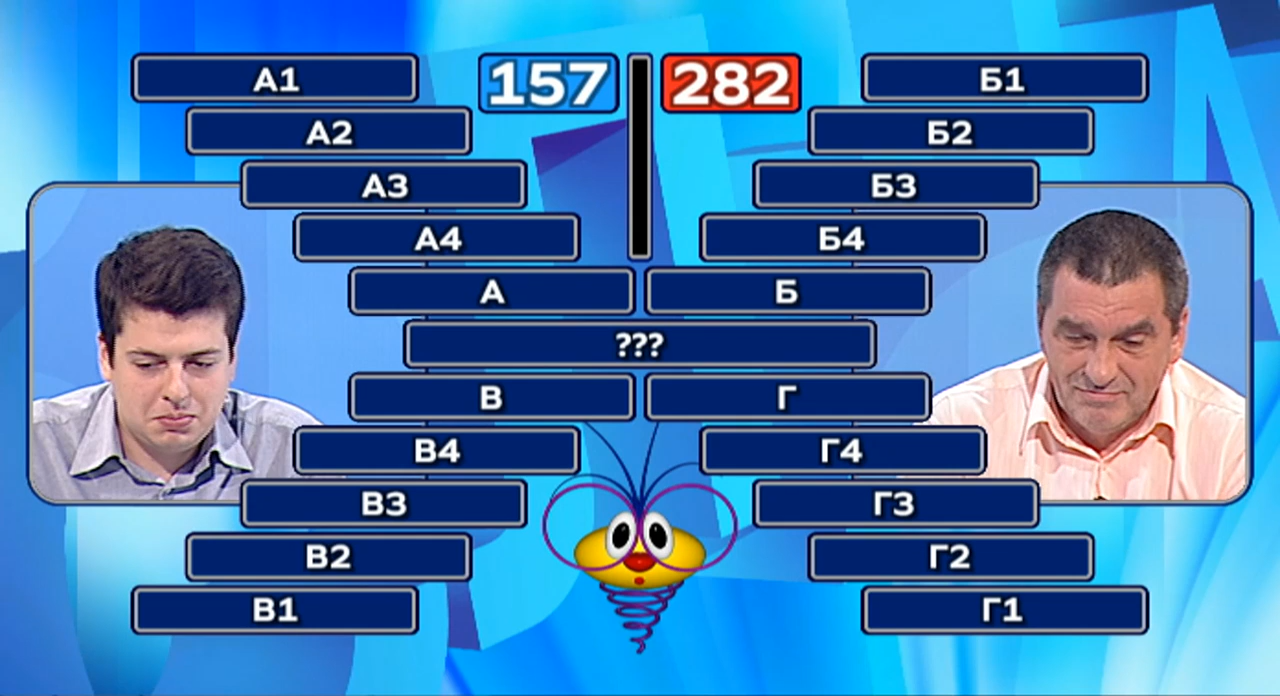 А1 157 282 Б1
А2 Б2
А3 Б3
А4 Б4
А Б
???
В Г
В4 Г4
В3 Г3
В2 Г2
В1 Г1